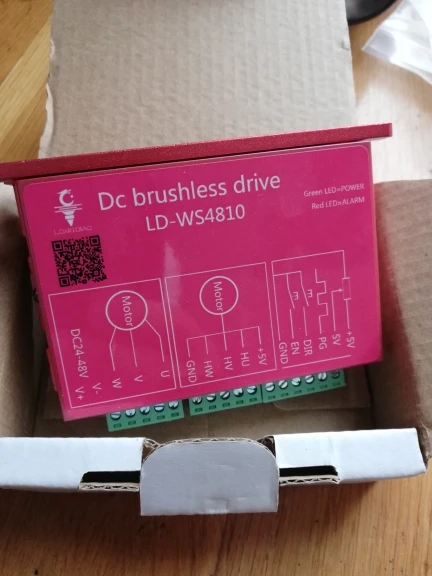 Dc brushless drive
LD-WS4810
Green LED=POWER
Red LED=ALARM
Motor
DC24-48V V+
V-
W
V
U
Motor
GND
HW
HV
HU
+5V
GND
EN
DIR
PG
SV
+5V